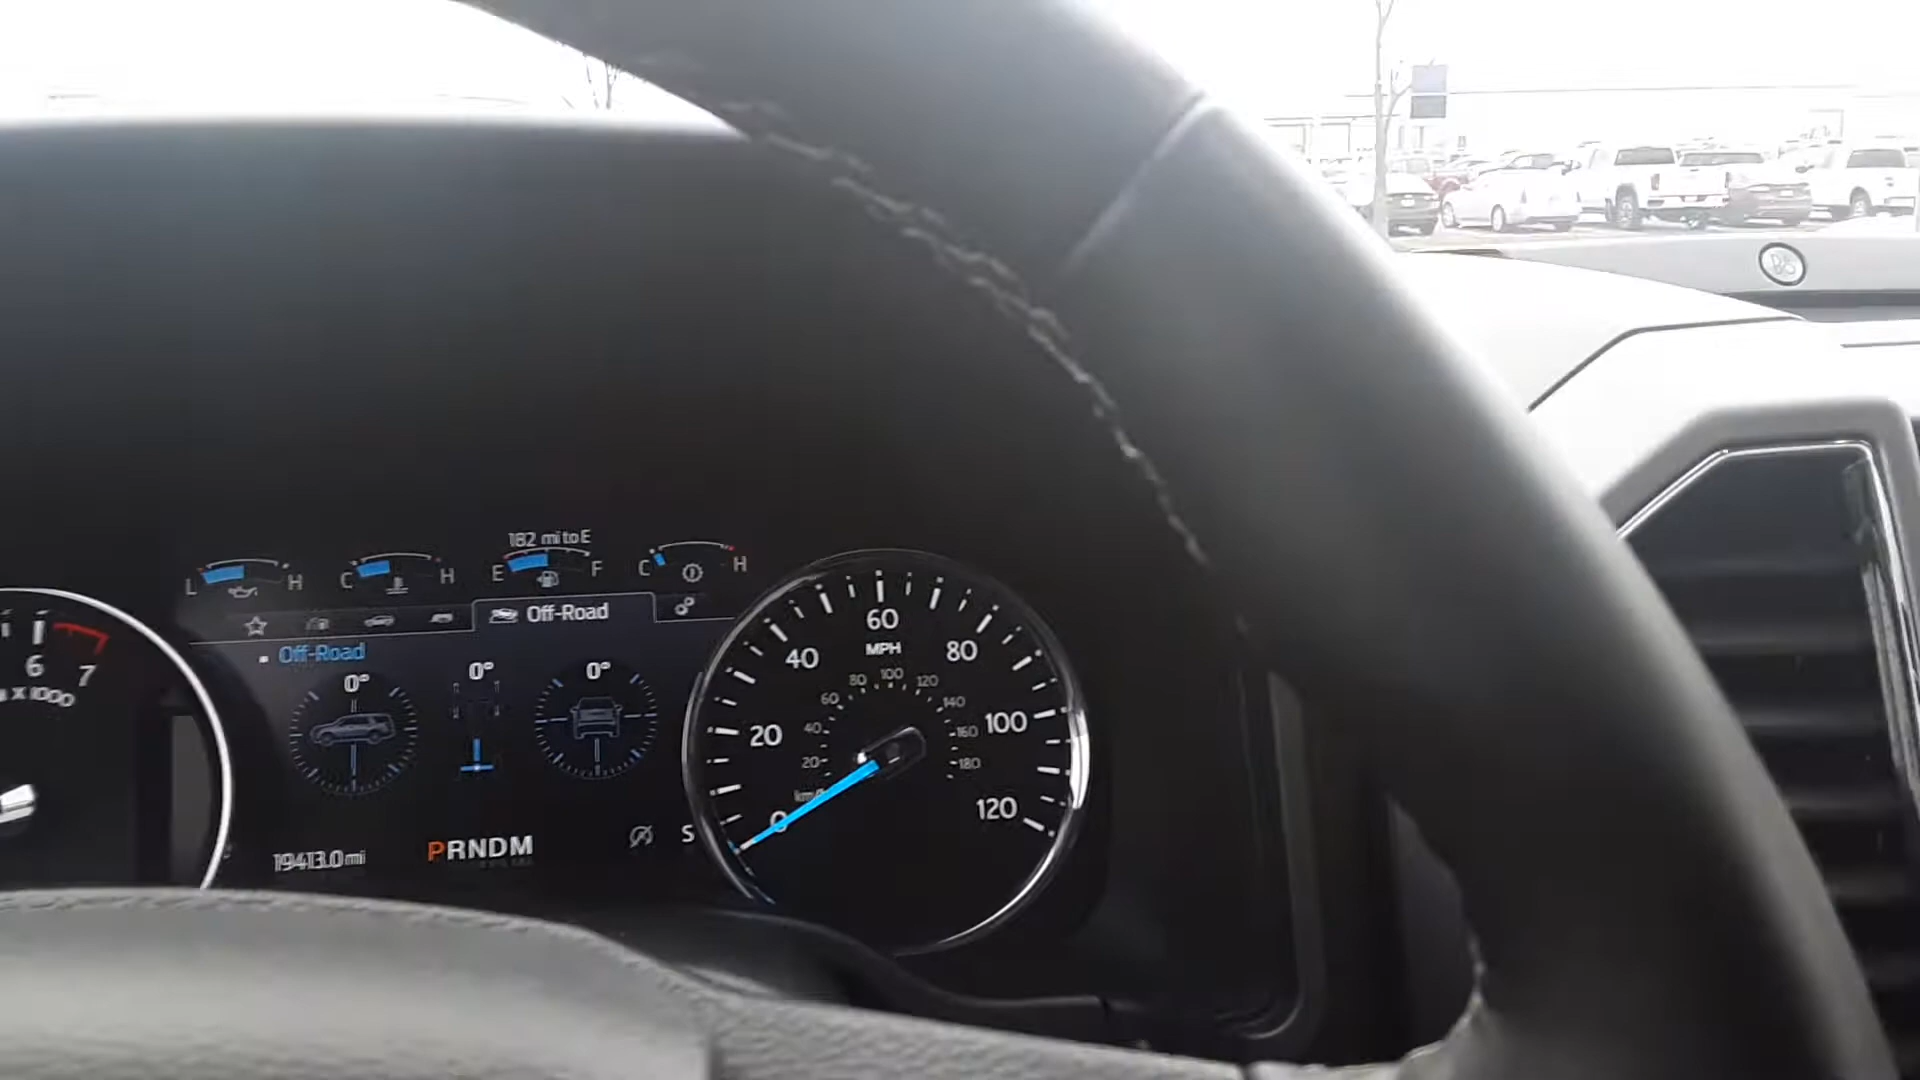 182 mi to E
L H C H E F C H
Off-Road
Off-Road
0° 0° 0°
6 7
X 1000
19413.0 mi
PRNDM
S
0 20 40 60 80 100 120
MPH
20 40 60 80 100 120 140 160 180
B&O